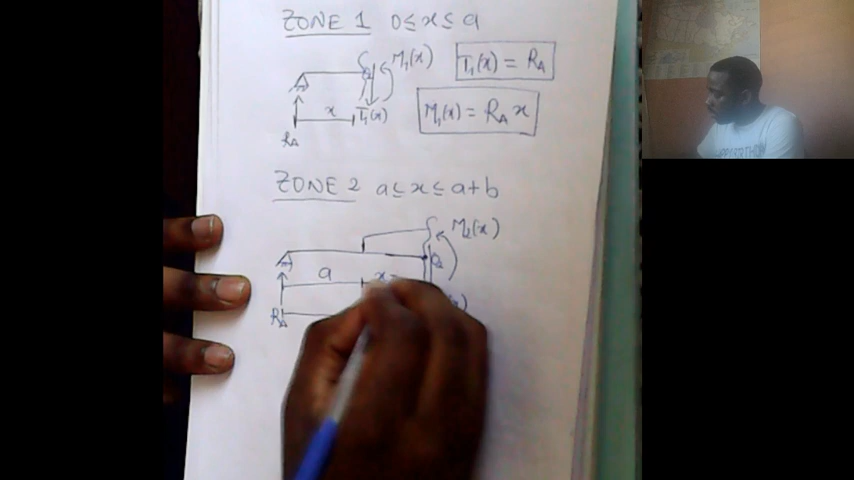 ZONE 1 0 ≤ x ≤ a
M₁(x)
T₁(x) = R_A
x
T₁(x)
R_A
M₁(x) = R_A x
ZONE 2 a ≤ x ≤ a+b
M₂(x)
a
R_A